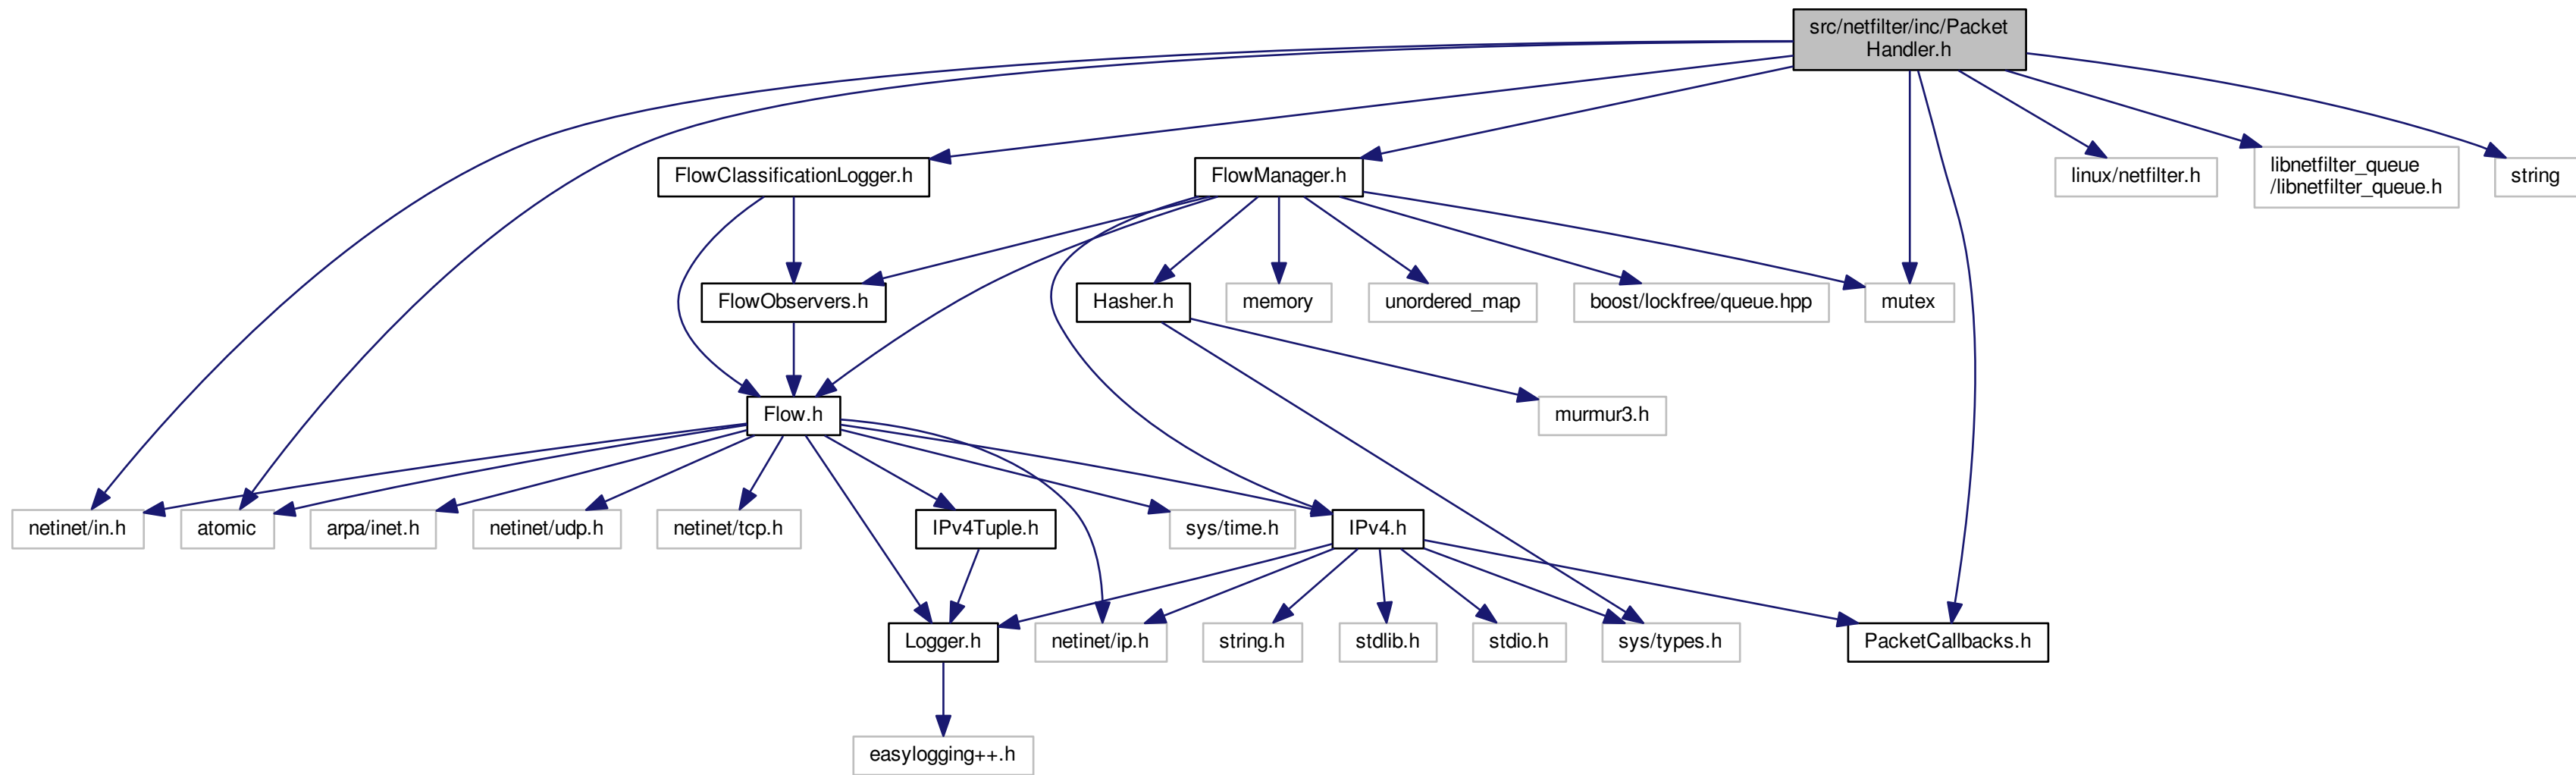 src/netfilter/inc/Packet
Handler.h
FlowClassificationLogger.h
FlowManager.h
linux/netfilter.h
libnetfilter_queue
/libnetfilter_queue.h
string
FlowObservers.h
Hasher.h
memory
unordered_map
boost/lockfree/queue.hpp
mutex
Flow.h
murmur3.h
netinet/in.h
atomic
arpa/inet.h
netinet/udp.h
netinet/tcp.h
IPv4Tuple.h
sys/time.h
IPv4.h
Logger.h
netinet/ip.h
string.h
stdlib.h
stdio.h
sys/types.h
PacketCallbacks.h
easylogging++.h